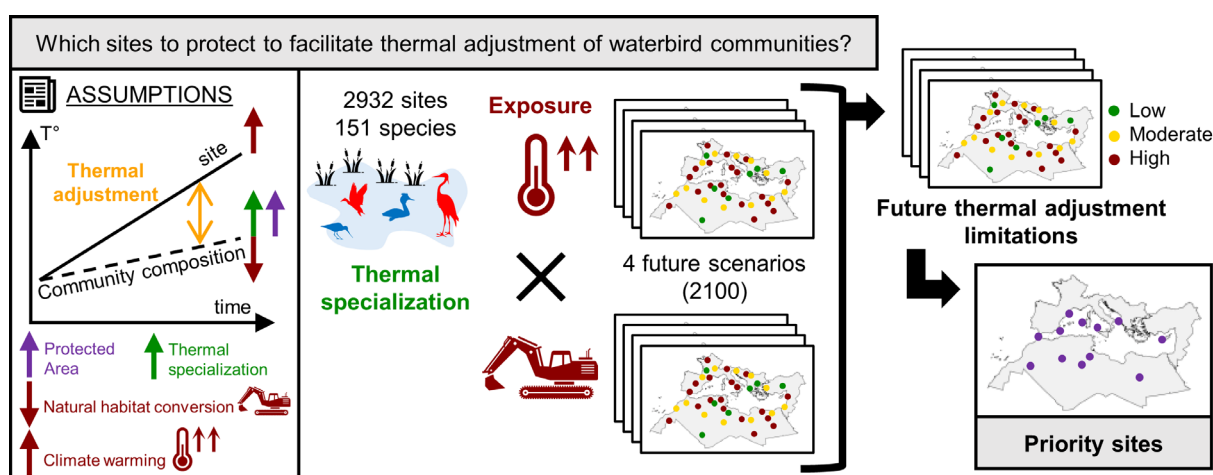 Which sites to protect to facilitate thermal adjustment of waterbird communities?
ASSUMPTIONS
T°
site
Thermal
adjustment
Community composition
time
Protected
Area
Thermal
specialization
Natural habitat conversion
Climate warming
2932 sites
151 species
Thermal
specialization
Exposure
4 future scenarios
(2100)
Low
Moderate
High
Future thermal adjustment
limitations
Priority sites